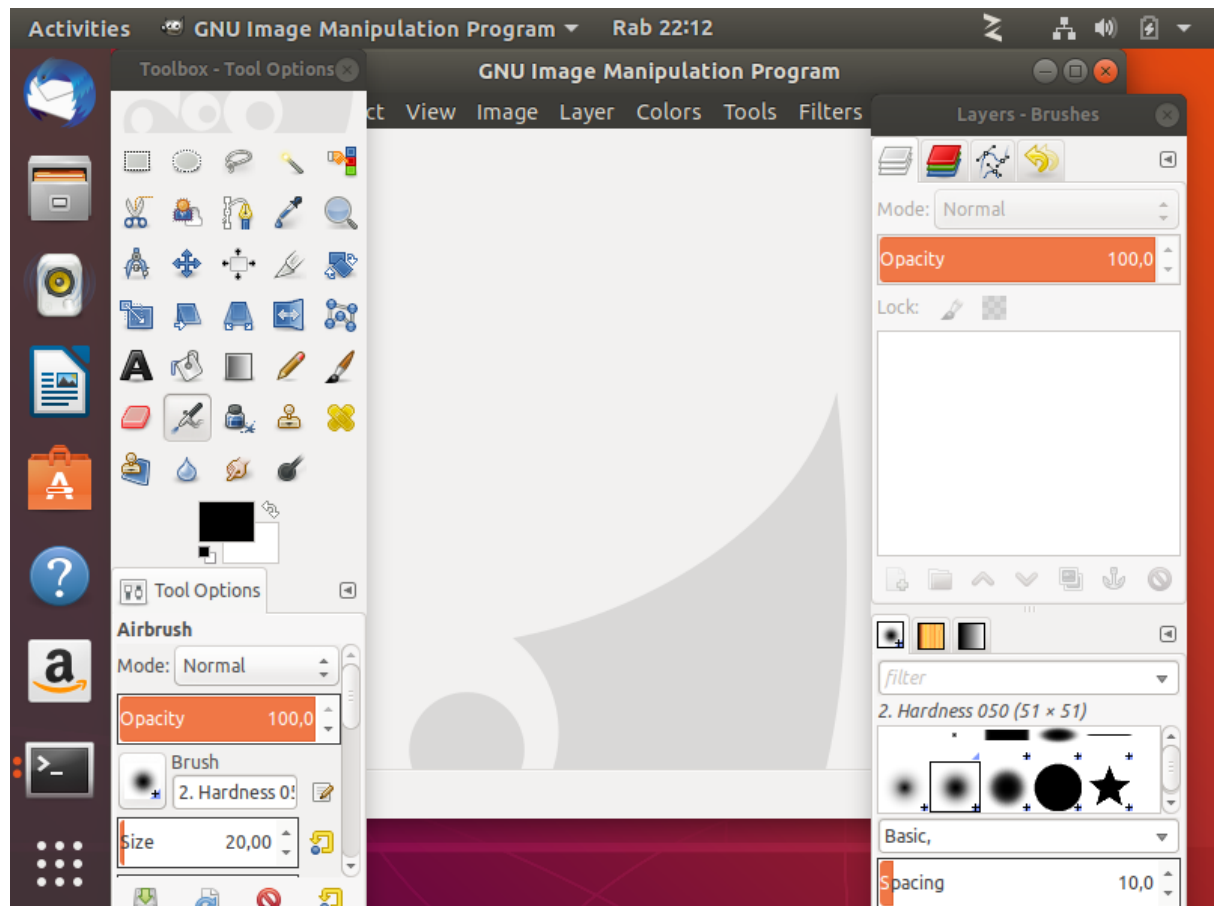 Activities GNU Image Manipulation Program Rab 22:12
Toolbox - Tool Options
GNU Image Manipulation Program
View Image Layer Colors Tools Filters
Layers - Brushes
Mode: Normal
Opacity 100,0
Lock:
Tool Options
Airbrush
Mode: Normal
Opacity 100,0
Brush
2. Hardness 05
Size 20,00
filter
2. Hardness 050 (51 × 51)
Basic,
Spacing 10,0